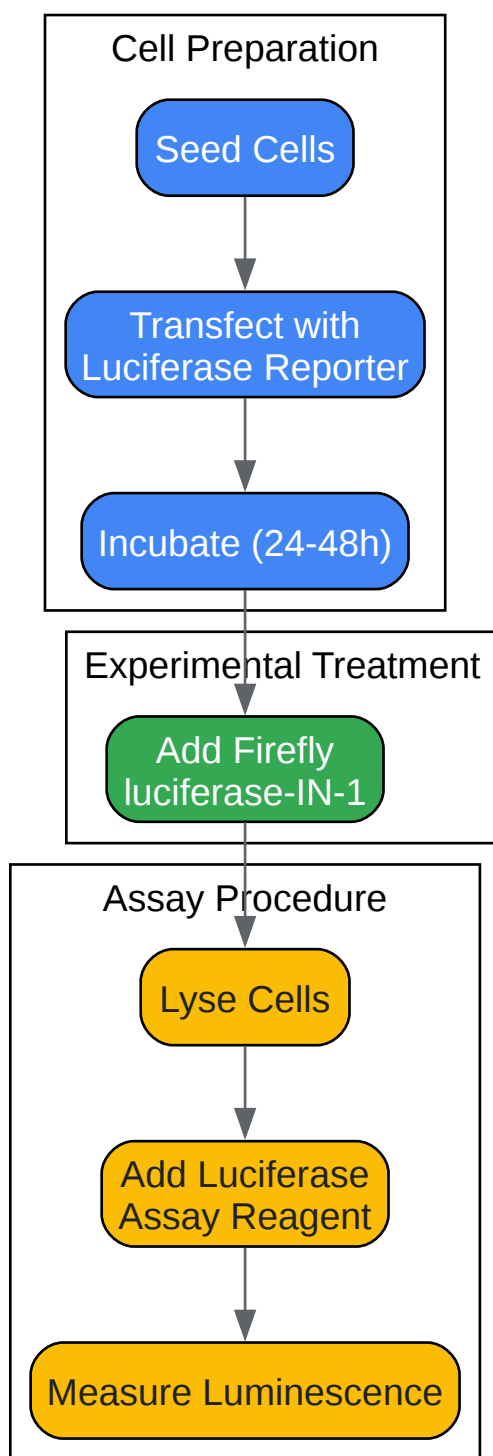 Cell Preparation
Seed Cells
Transfect with
Luciferase Reporter
Incubate (24-48h)
Experimental Treatment
Add Firefly
luciferase-IN-1
Assay Procedure
Lyse Cells
Add Luciferase
Assay Reagent
Measure Luminescence